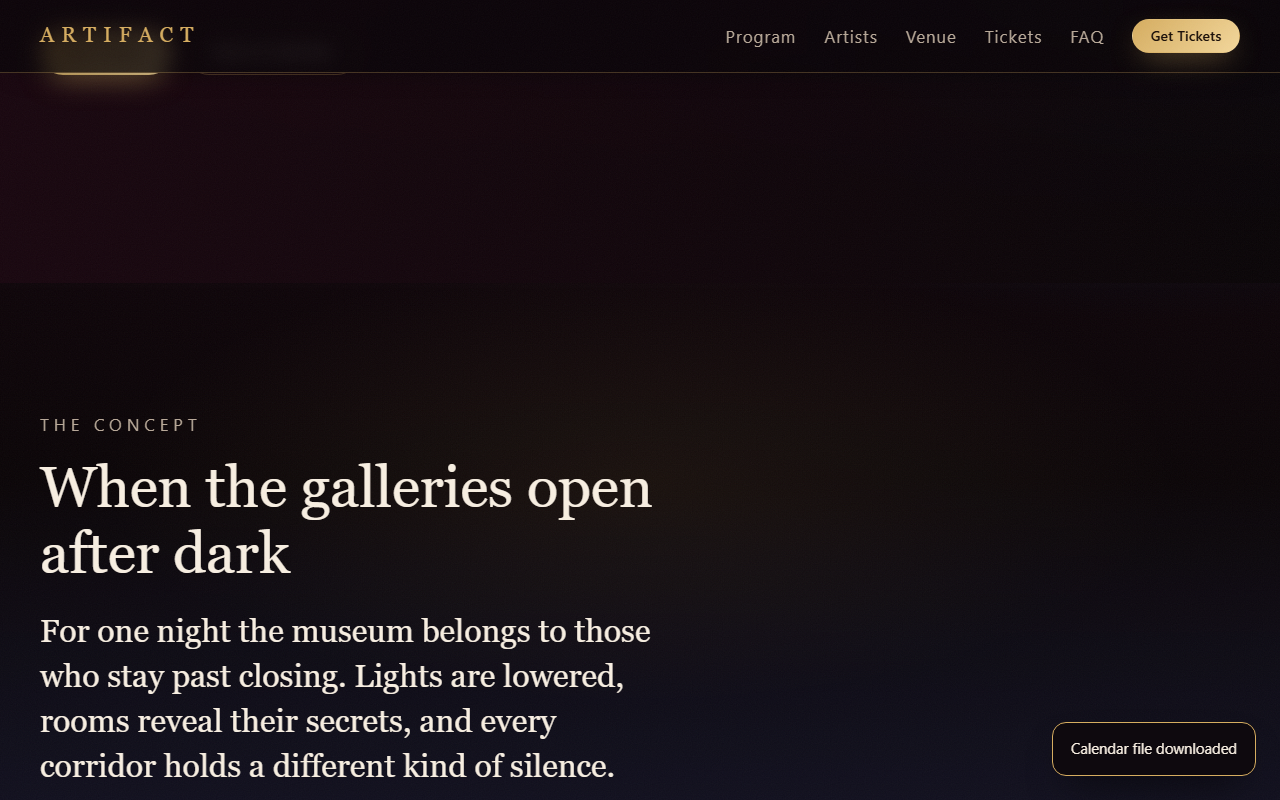 ARTIFACT
Program Artists Venue Tickets FAQ Get Tickets
THE CONCEPT
When the galleries open
after dark
For one night the museum belongs to those
who stay past closing. Lights are lowered,
rooms reveal their secrets, and every
corridor holds a different kind of silence.
Calendar file downloaded